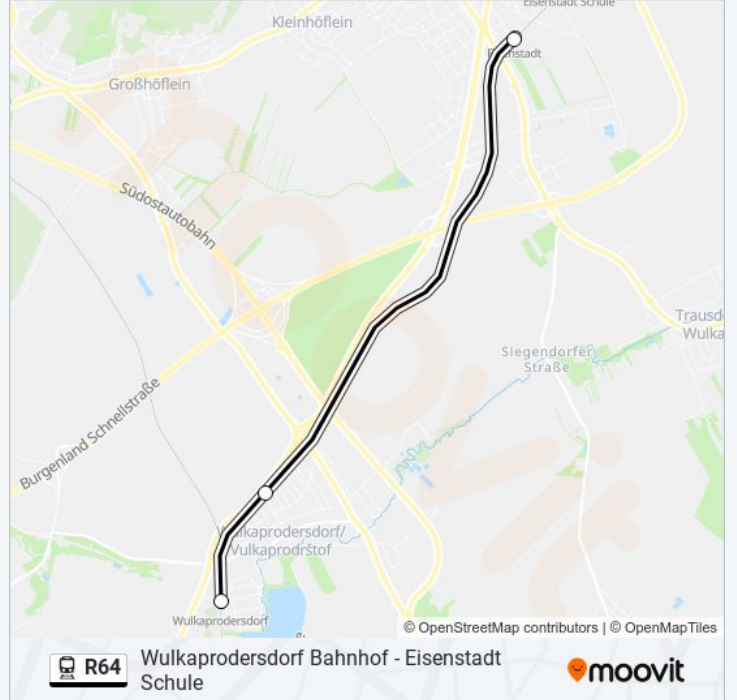 Eisenstadt Schule
Kleinhöflein
Eisenstadt
Großhöflein
Südostautobahn
Trausd
Wulka
Siegendorfer
Straße
Burgenland Schnellstraße
Wulkaprodersdorf/
Vulkaprodrštof
Wulkaprodersdorf
© OpenStreetMap contributors | © OpenMapTiles
R64
Wulkaprodersdorf Bahnhof - Eisenstadt
Schule
moovit